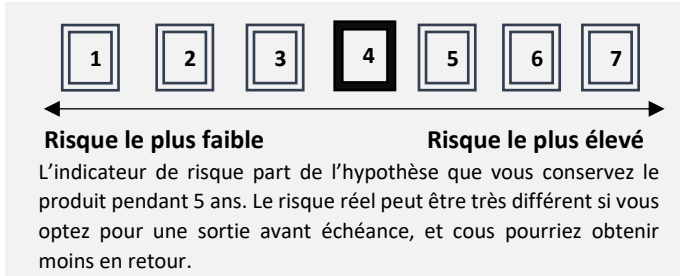 1 2 3 4 5 6 7
Risque le plus faible Risque le plus élevé
L'indicateur de risque part de l'hypothèse que vous conservez le
produit pendant 5 ans. Le risque réel peut être très différent si vous
optez pour une sortie avant échéance, et cous pourriez obtenir
moins en retour.